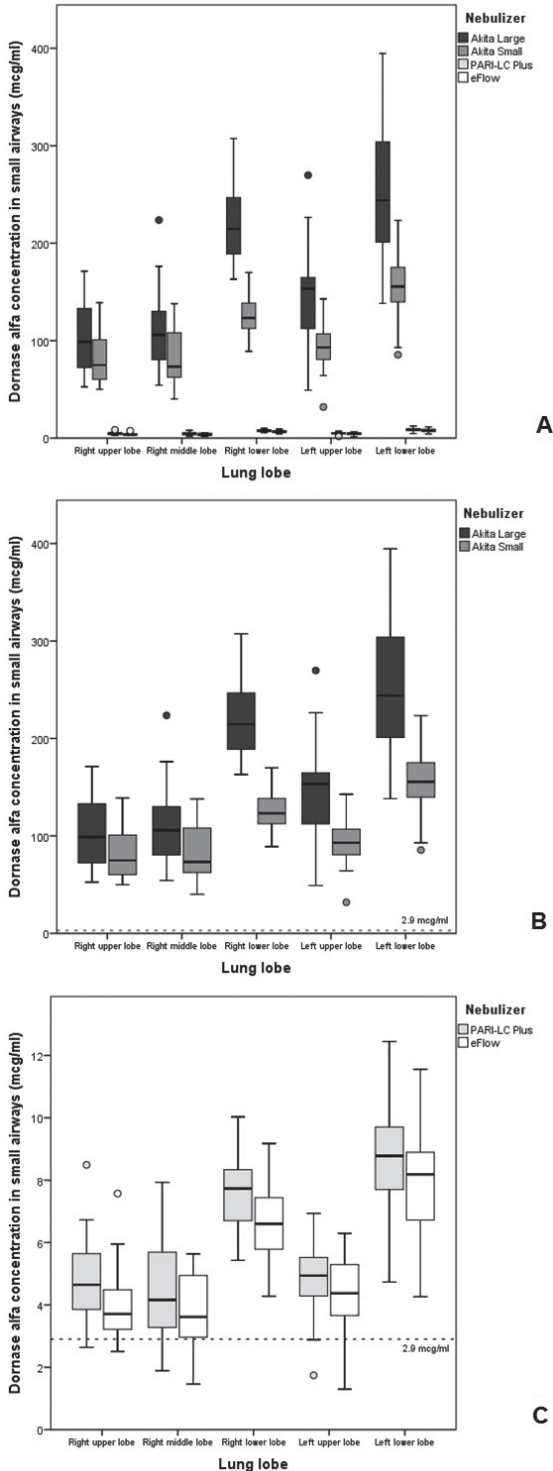 Nebulizer
Akita Large
Akita Small
PARI-LC Plus
eFlow
Dornase alfa concentration in small airways (mcg/ml)
400
300
200
100
0
Right upper lobe Right middle lobe Right lower lobe Left upper lobe Left lower lobe
Lung lobe
A
Nebulizer
Akita Large
Akita Small
Dornase alfa concentration in small airways (mcg/ml)
400
300
200
100
0
2.9 mcg/ml
Right upper lobe Right middle lobe Right lower lobe Left upper lobe Left lower lobe
Lung lobe
B
Nebulizer
PARI-LC Plus
eFlow
Dornase alfa concentration in small airways (mcg/ml)
12
10
8
6
4
2
0
2.9 mcg/ml
Right upper lobe Right middle lobe Right lower lobe Left upper lobe Left lower lobe
Lung lobe
C